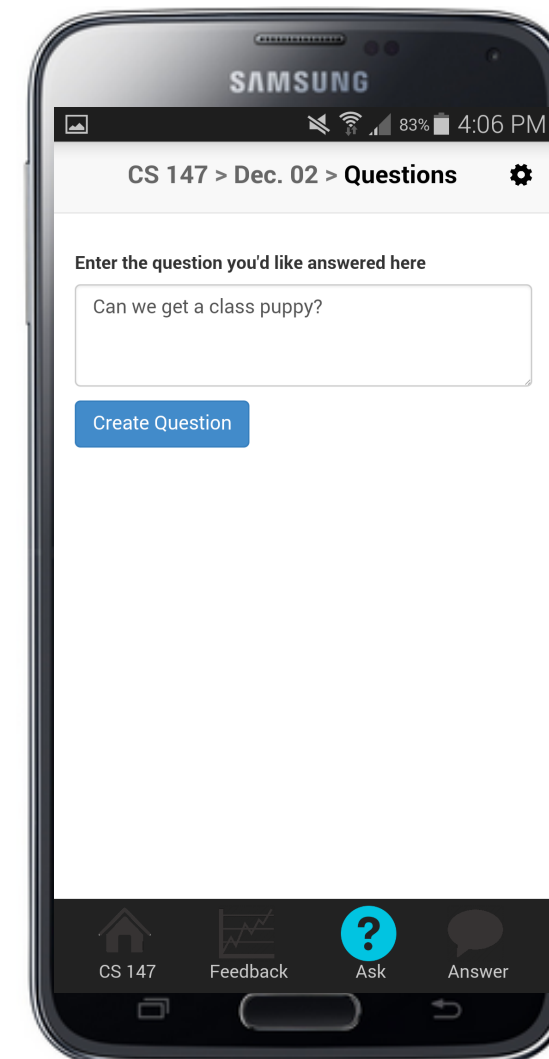 SAMSUNG
83% 4:06 PM
CS 147 > Dec. 02 > Questions
Enter the question you'd like answered here
Can we get a class puppy?
Create Question
?
CS 147 Feedback Ask Answer